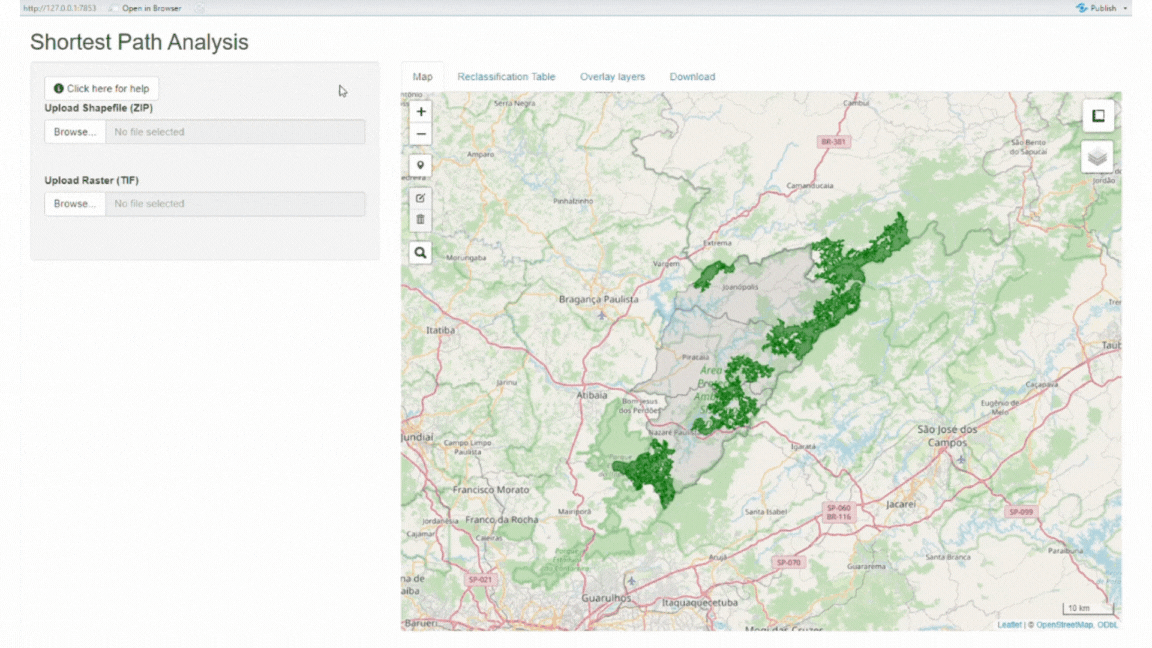 http://127.0.0.1:7853
Open in Browser
Publish
Shortest Path Analysis
Click here for help
Upload Shapefile (ZIP)
Browse... No file selected
Upload Raster (TIF)
Browse... No file selected
Map Reclassification Table Overlay layers Download
Serra Negra
Cambuí
BR-381
São Bento
do Sapucaí
Amparo
Jordão
Camanducaia
Pinhalzinho
Extrema
Morungaba
Vargem
Joanópolis
Bragança Paulista
Itatiba
Piracaia
Área
Jarinu
Caçapava
Atibaia
Bom Jesus
dos Perdões
Eugênio de
Melo
Nazaré
São José dos
Campos
Jundiaí
Campo Limpo
Paulista
Igaratá
Francisco Morato
Jacareí
Mairiporã
Santa Isabel
SP-060
BR-116
SP-099
Franco da Rocha
Cajamar
Caieiras
Paraibuna
Arujá
Santa Branca
SP-070
Guararema
SP-021
Guarulhos
Itaquaquecetuba
Barueri
Mogi das Cruzes
10 km
Leaflet | © OpenStreetMap, ODbL